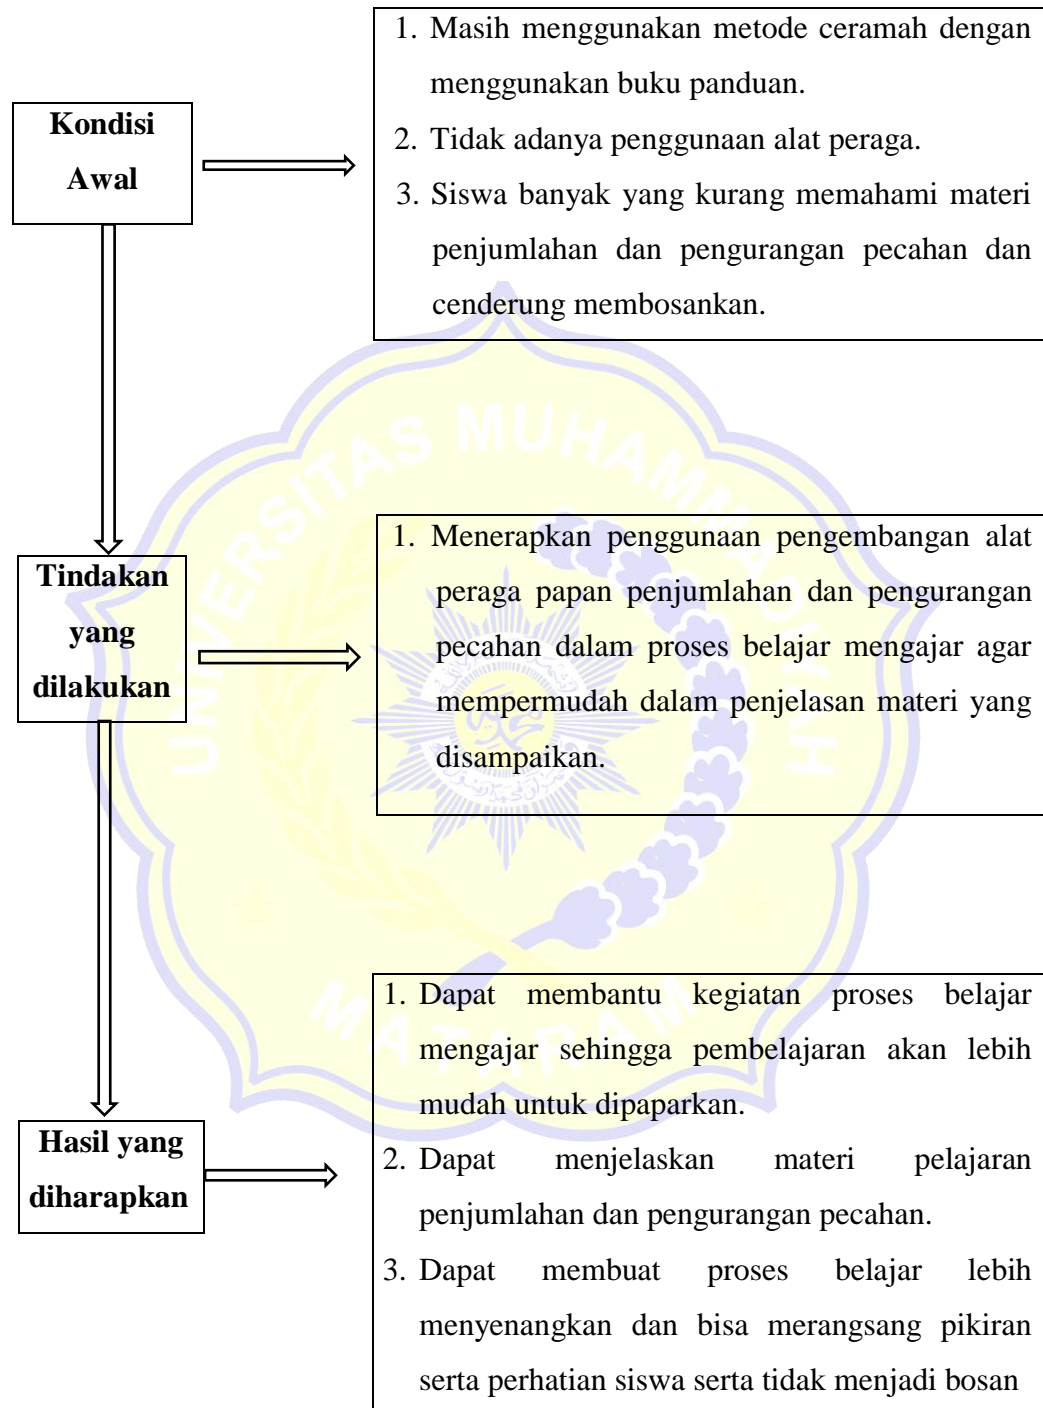 1. Masih menggunakan metode ceramah dengan
menggunakan buku panduan.
2. Tidak adanya penggunaan alat peraga.
3. Siswa banyak yang kurang memahami materi
penjumlahan dan pengurangan pecahan dan
cenderung membosankan.
Kondisi
Awal
1. Menerapkan penggunaan pengembangan alat
peraga papan penjumlahan dan pengurangan
pecahan dalam proses belajar mengajar agar
mempermudah dalam penjelasan materi yang
disampaikan.
Tindakan
yang
dilakukan
1. Dapat membantu kegiatan proses belajar
mengajar sehingga pembelajaran akan lebih
mudah untuk dipaparkan.
2. Dapat menjelaskan materi pelajaran
penjumlahan dan pengurangan pecahan.
3. Dapat membuat proses belajar lebih
menyenangkan dan bisa merangsang pikiran
serta perhatian siswa serta tidak menjadi bosan
Hasil yang
diharapkan
UNIVERSITAS MUHAMMADIYAH
MATARAM